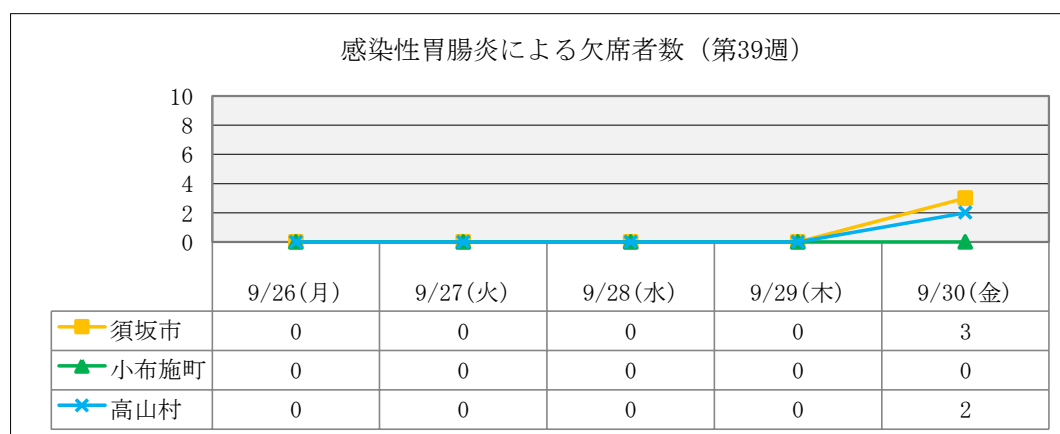 感染性胃腸炎による欠席者数（第39週）
10
8
6
4
2
0
9/26(月) 9/27(火) 9/28(水) 9/29(木) 9/30(金)
須坂市 0 0 0 0 3
小布施町 0 0 0 0 0
高山村 0 0 0 0 2